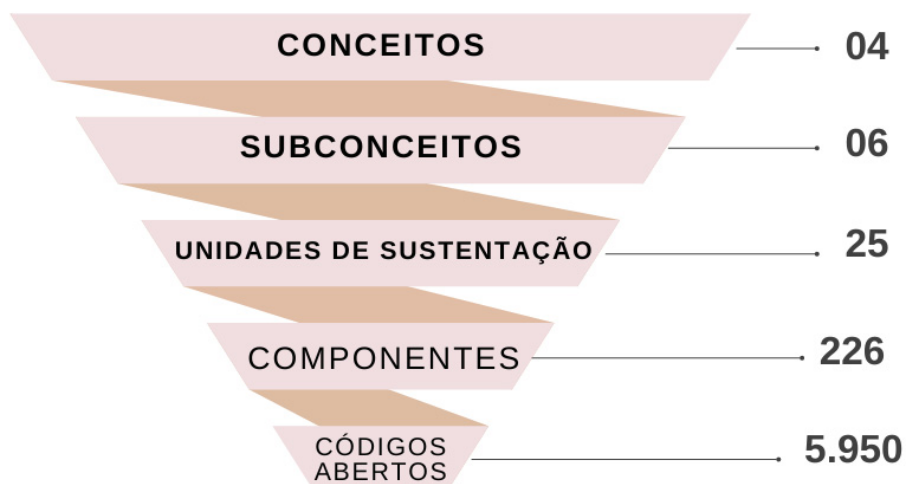 CONCEITOS 04
SUBCONCEITOS 06
UNIDADES DE SUSTENTAÇÃO 25
COMPONENTES 226
CÓDIGOS
ABERTOS 5.950